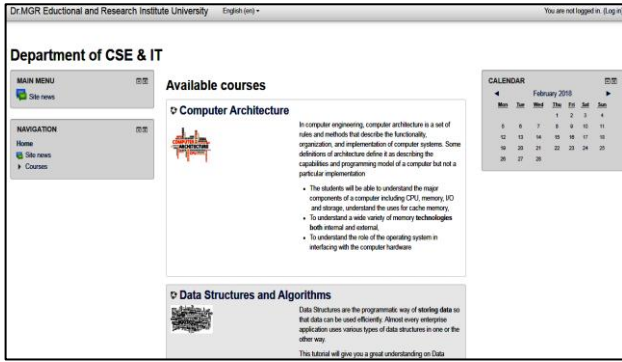 Dr.MGR Eductional and Research Institute University English (en)
You are not logged in. (Log in)
Department of CSE & IT
MAIN MENU
Site news
NAVIGATION
Home
Site news
Courses
Available courses
Computer Architecture
COMPUTER
ARCHITECTURE
In computer engineering, computer architecture is a set of
rules and methods that describe the functionality,
organization, and implementation of computer systems. Some
definitions of architecture define it as describing the
capabilities and programming model of a computer but not a
particular implementation
• The students will be able to understand the major
components of a computer including CPU, memory, I/O
and storage, understand the uses for cache memory,
• To understand a wide variety of memory technologies
both internal and external,
• To understand the role of the operating system in
interfacing with the computer hardware
Data Structures and Algorithms
Data Structures are the programmatic way of storing data so
that data can be used efficiently. Almost every enterprise
application uses various types of data structures in one or the
other way.
This tutorial will give you a great understanding on Data
CALENDAR
February 2018
Mon Tue Wed Thu Fri Sat Sun
1 2 3 4
5 6 7 8 9 10 11
12 13 14 15 16 17 18
19 20 21 22 23 24 25
26 27 28